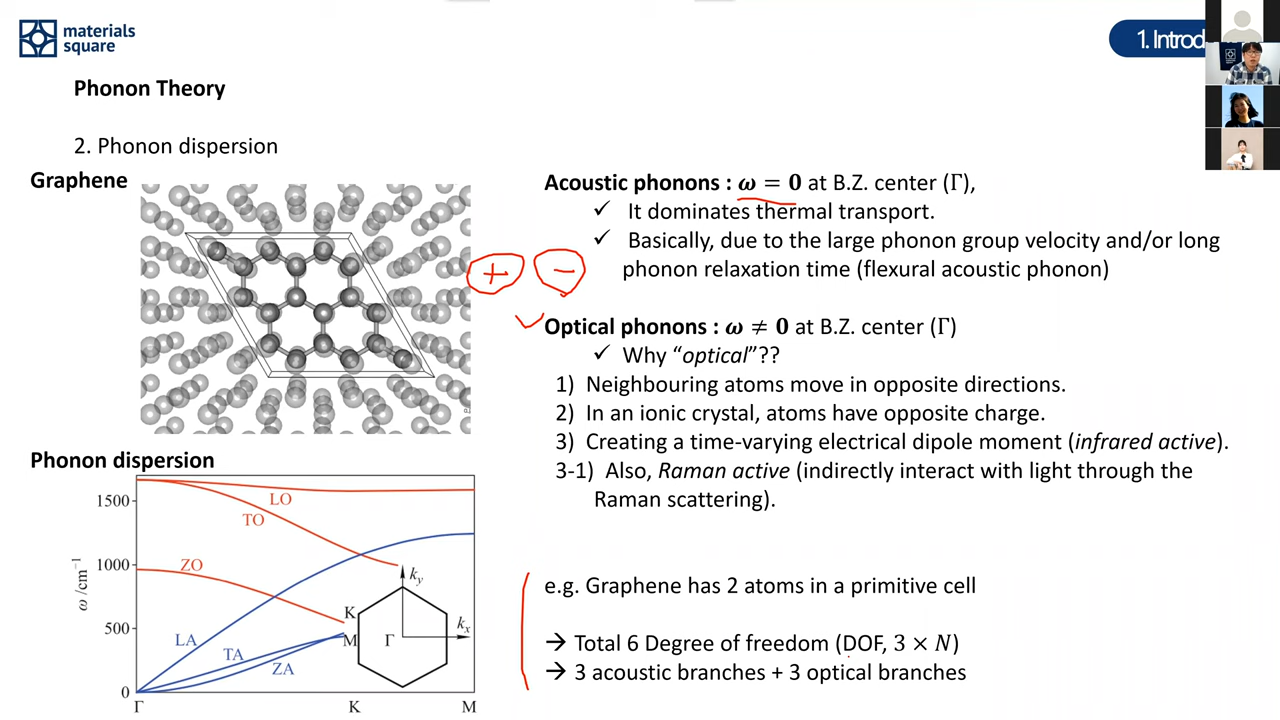 materials
square
1. Introd
Phonon Theory
2. Phonon dispersion
Graphene
Phonon dispersion
1500
1000
500
0
ω /cm⁻¹
LO
TO
ZO
LA
TA
ZA
K
M
Γ
k_y
k_x
Γ
K
M
Acoustic phonons : ω = 0 at B.Z. center (Γ),
✓ It dominates thermal transport.
✓ Basically, due to the large phonon group velocity and/or long
phonon relaxation time (flexural acoustic phonon)
+ −
Optical phonons : ω ≠ 0 at B.Z. center (Γ)
✓ Why “optical”??
1) Neighbouring atoms move in opposite directions.
2) In an ionic crystal, atoms have opposite charge.
3) Creating a time-varying electrical dipole moment (infrared active).
3-1) Also, Raman active (indirectly interact with light through the
Raman scattering).
e.g. Graphene has 2 atoms in a primitive cell
→ Total 6 Degree of freedom (DOF, 3 × N)
→ 3 acoustic branches + 3 optical branches